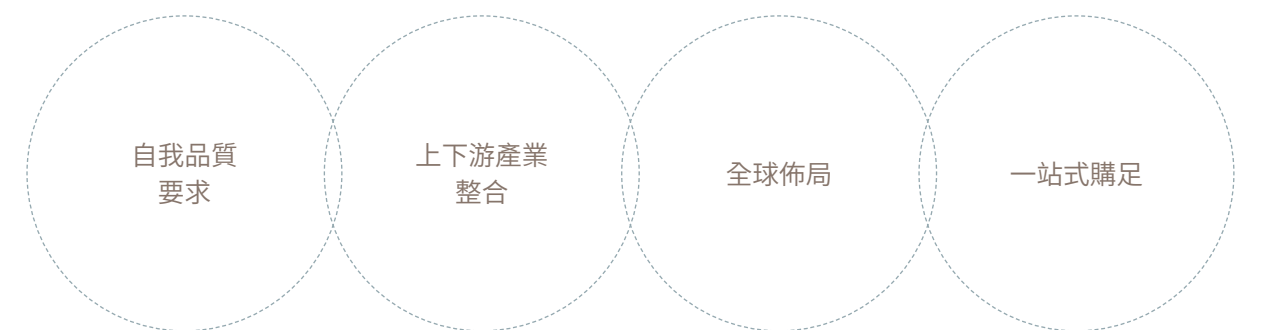 自我品質
要求
上下游產業
整合
全球佈局
一站式購足